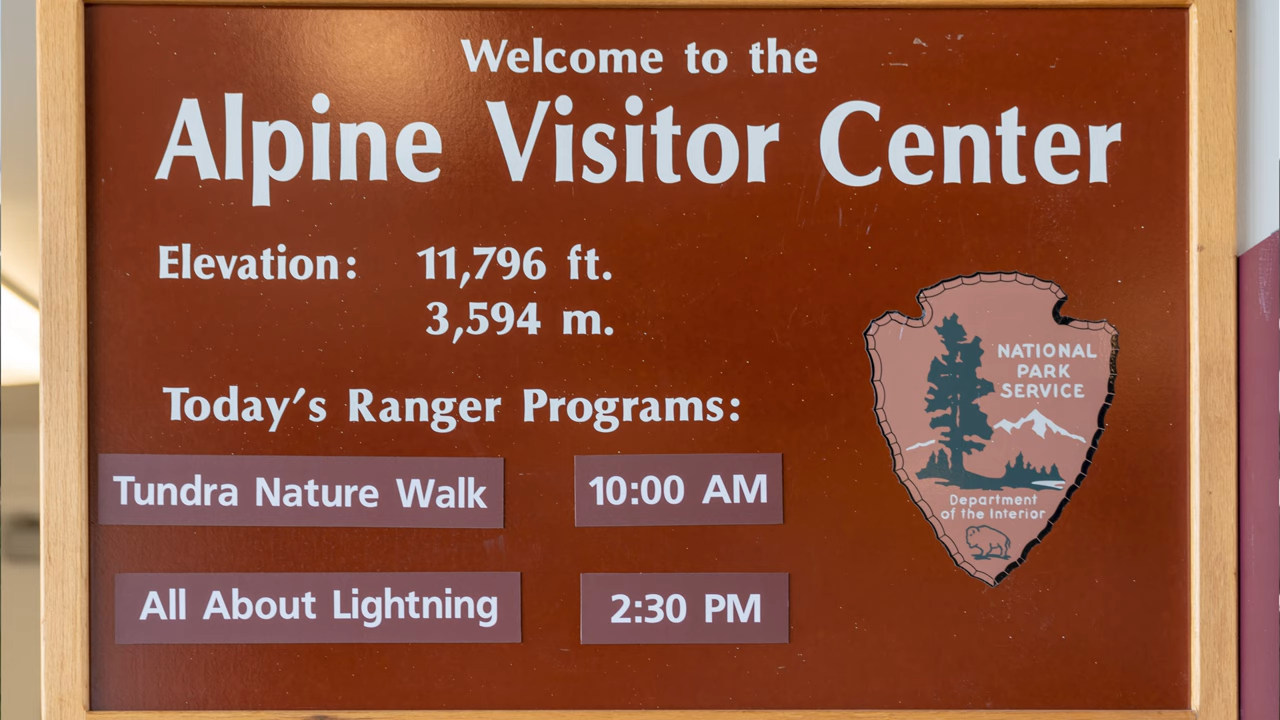 Welcome to the
Alpine Visitor Center
Elevation: 11,796 ft.
3,594 m.
Today's Ranger Programs:
Tundra Nature Walk 10:00 AM
All About Lightning 2:30 PM
NATIONAL
PARK
SERVICE
Department
of the Interior